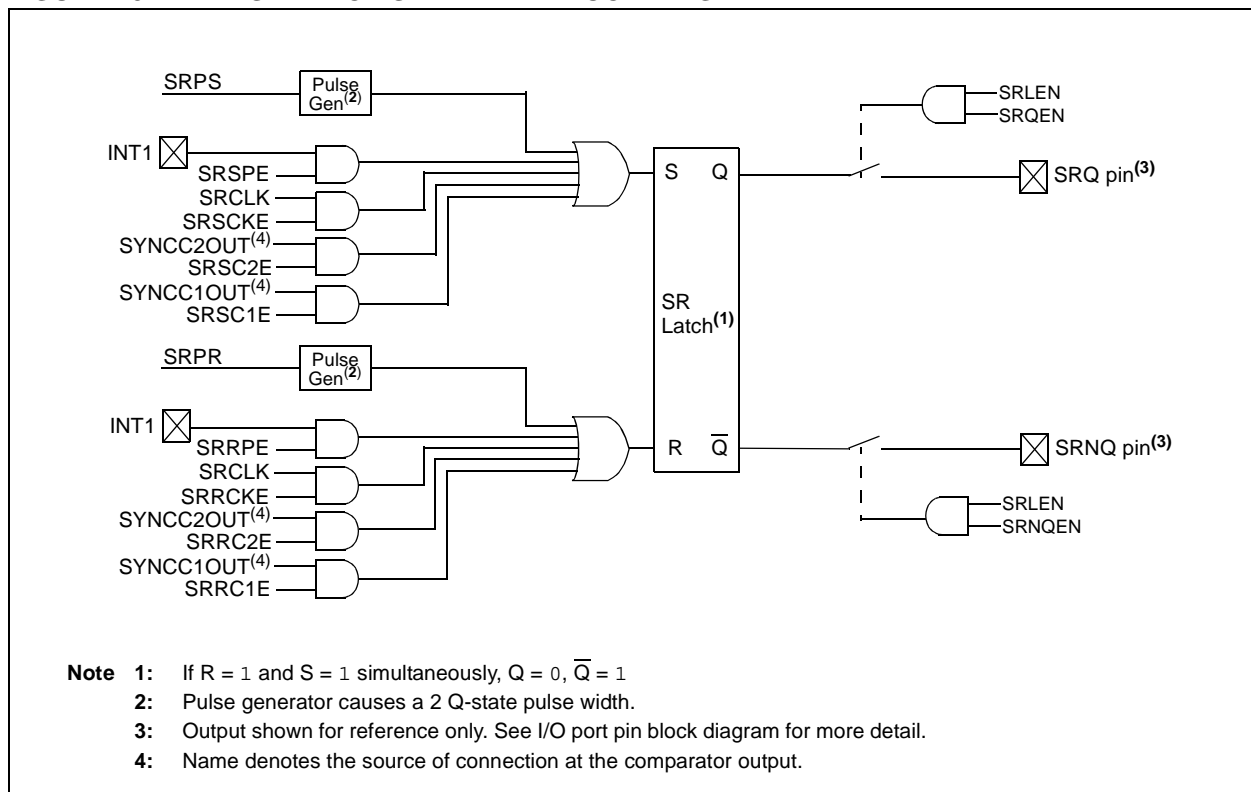 SRPS
Pulse
Gen(2)
INT1
SRSPE
SRCLK
SRSCKE
SYNCC2OUT(4)
SRSC2E
SYNCC1OUT(4)
SRSC1E
SRPR
Pulse
Gen(2)
INT1
SRRPE
SRCLK
SRRCKE
SYNCC2OUT(4)
SRRC2E
SYNCC1OUT(4)
SRRC1E
S Q
SR
Latch(1)
R Q̅
SRLEN
SRQEN
SRQ pin(3)
SRNQ pin(3)
SRLEN
SRNQEN
Note 1: If R = 1 and S = 1 simultaneously, Q = 0, Q̅ = 1
2: Pulse generator causes a 2 Q-state pulse width.
3: Output shown for reference only. See I/O port pin block diagram for more detail.
4: Name denotes the source of connection at the comparator output.